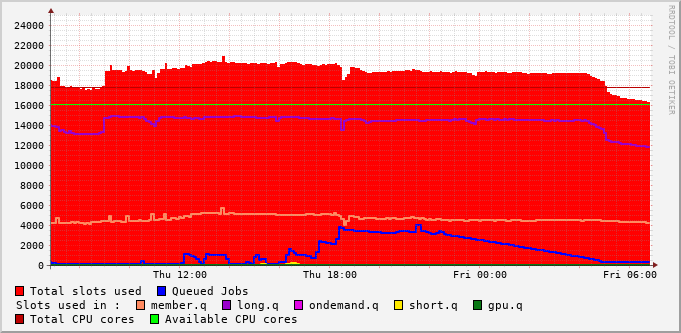 24000
22000
20000
18000
16000
14000
12000
10000
8000
6000
4000
2000
0
Thu 12:00 Thu 18:00 Fri 00:00 Fri 06:00
Total slots used Queued Jobs
Slots used in : member.q long.q ondemand.q short.q gpu.q
Total CPU cores Available CPU cores
RRDTOOL / TOBI OETIKER